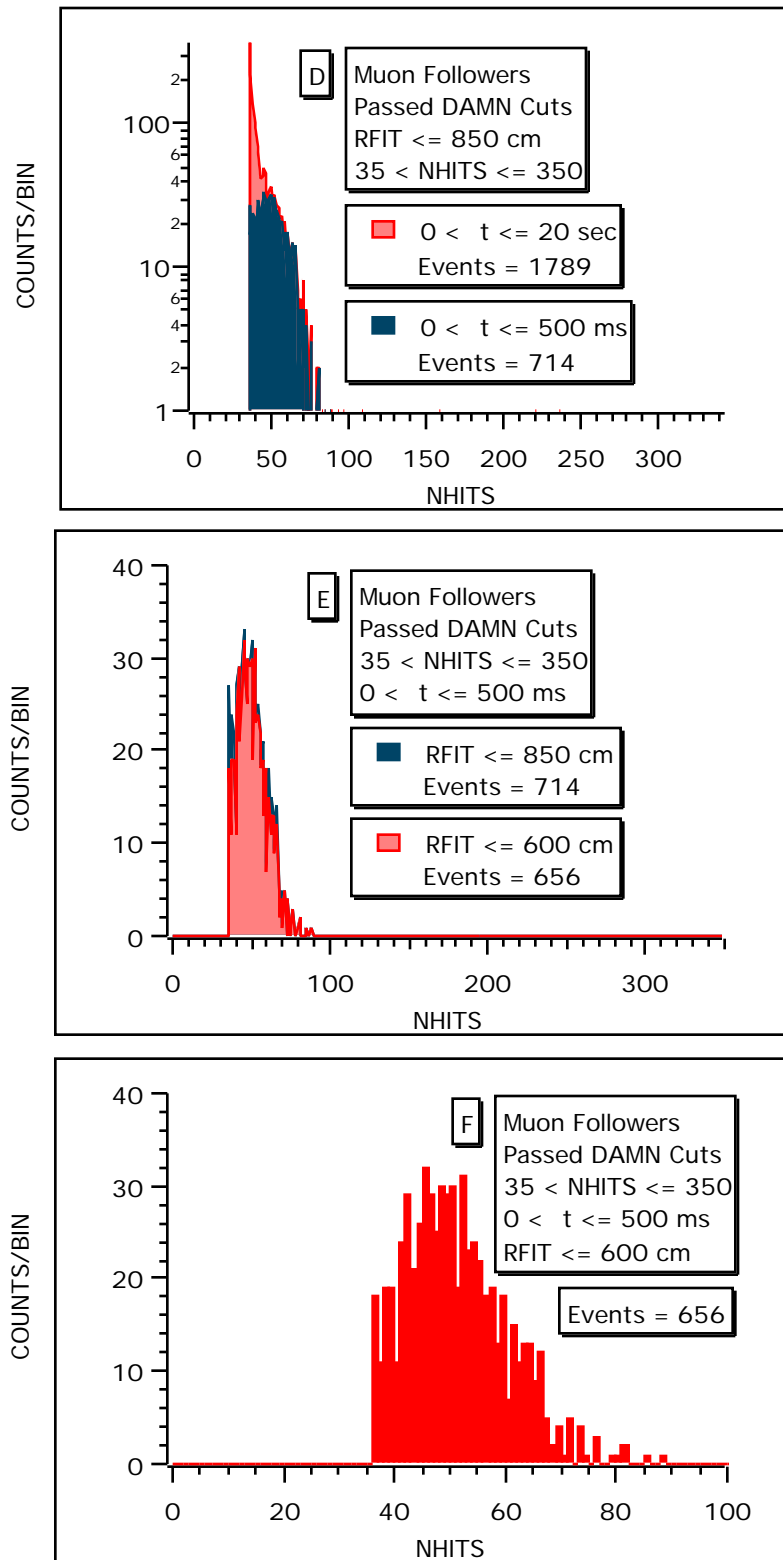 D
Muon Followers
Passed DAMN Cuts
RFIT <= 850 cm
35 < NHITS <= 350
0 < t <= 20 sec
Events = 1789
0 < t <= 500 ms
Events = 714
COUNTS/BIN
2
100
6
4
2
10
6
4
2
1
0 50 100 150 200 250 300
NHITS
E
Muon Followers
Passed DAMN Cuts
35 < NHITS <= 350
0 < t <= 500 ms
RFIT <= 850 cm
Events = 714
RFIT <= 600 cm
Events = 656
COUNTS/BIN
40
30
20
10
0
0 100 200 300
NHITS
F
Muon Followers
Passed DAMN Cuts
35 < NHITS <= 350
0 < t <= 500 ms
RFIT <= 600 cm
Events = 656
COUNTS/BIN
40
30
20
10
0
0 20 40 60 80 100
NHITS